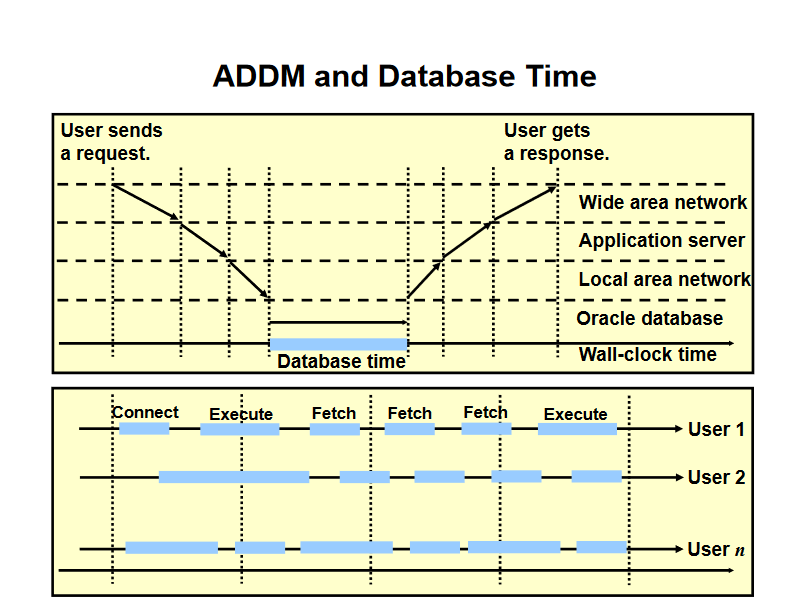 ADDM and Database Time
User sends
a request.
User gets
a response.
Wide area network
Application server
Local area network
Oracle database
Database time
Wall-clock time
Connect Execute Fetch Fetch Fetch Execute
User 1
User 2
User n